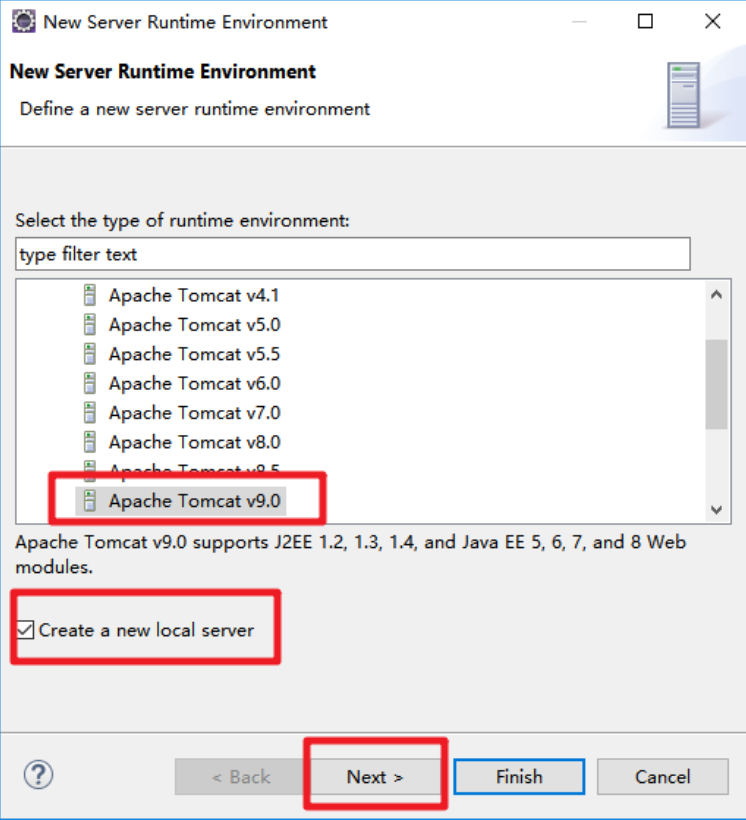 New Server Runtime Environment
New Server Runtime Environment
Define a new server runtime environment
Select the type of runtime environment:
type filter text
Apache Tomcat v4.1
Apache Tomcat v5.0
Apache Tomcat v5.5
Apache Tomcat v6.0
Apache Tomcat v7.0
Apache Tomcat v8.0
Apache Tomcat v8.5
Apache Tomcat v9.0
Apache Tomcat v9.0 supports J2EE 1.2, 1.3, 1.4, and Java EE 5, 6, 7, and 8 Web
modules.
Create a new local server
? < Back Next > Finish Cancel